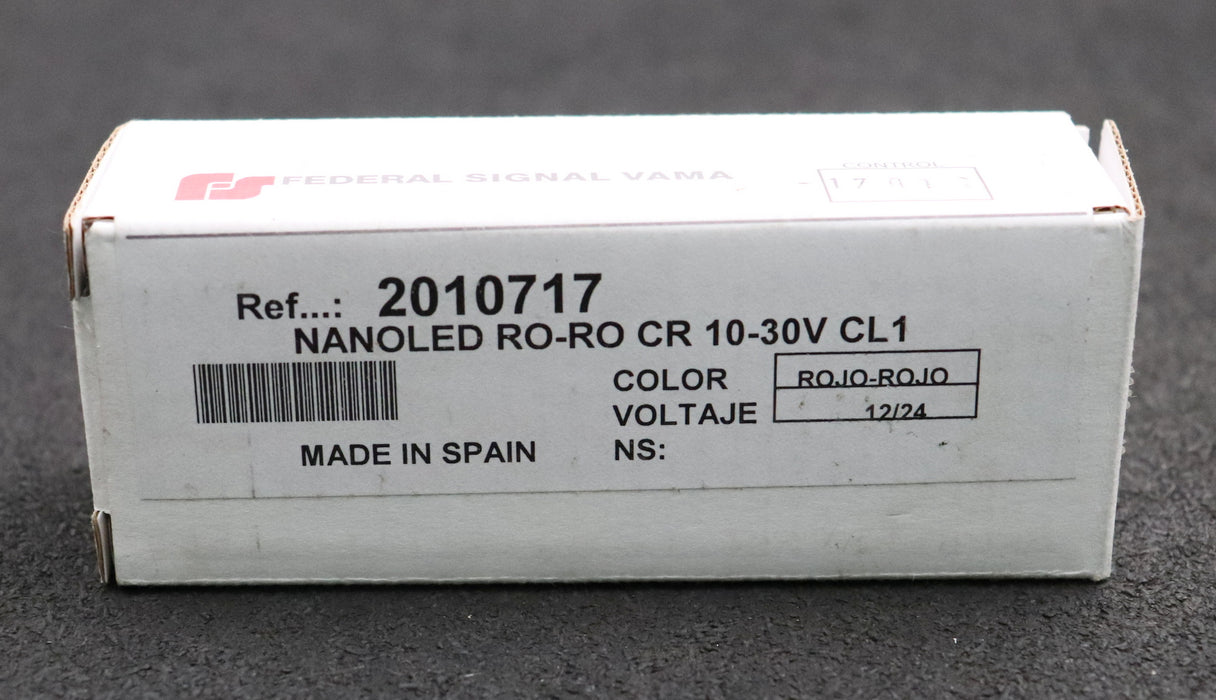 FS FEDERAL SIGNAL VAMA
CONTROL
Ref...: 2010717
NANOLED RO-RO CR 10-30V CL1
COLOR ROJO-ROJO
VOLTAJE 12/24
MADE IN SPAIN NS: